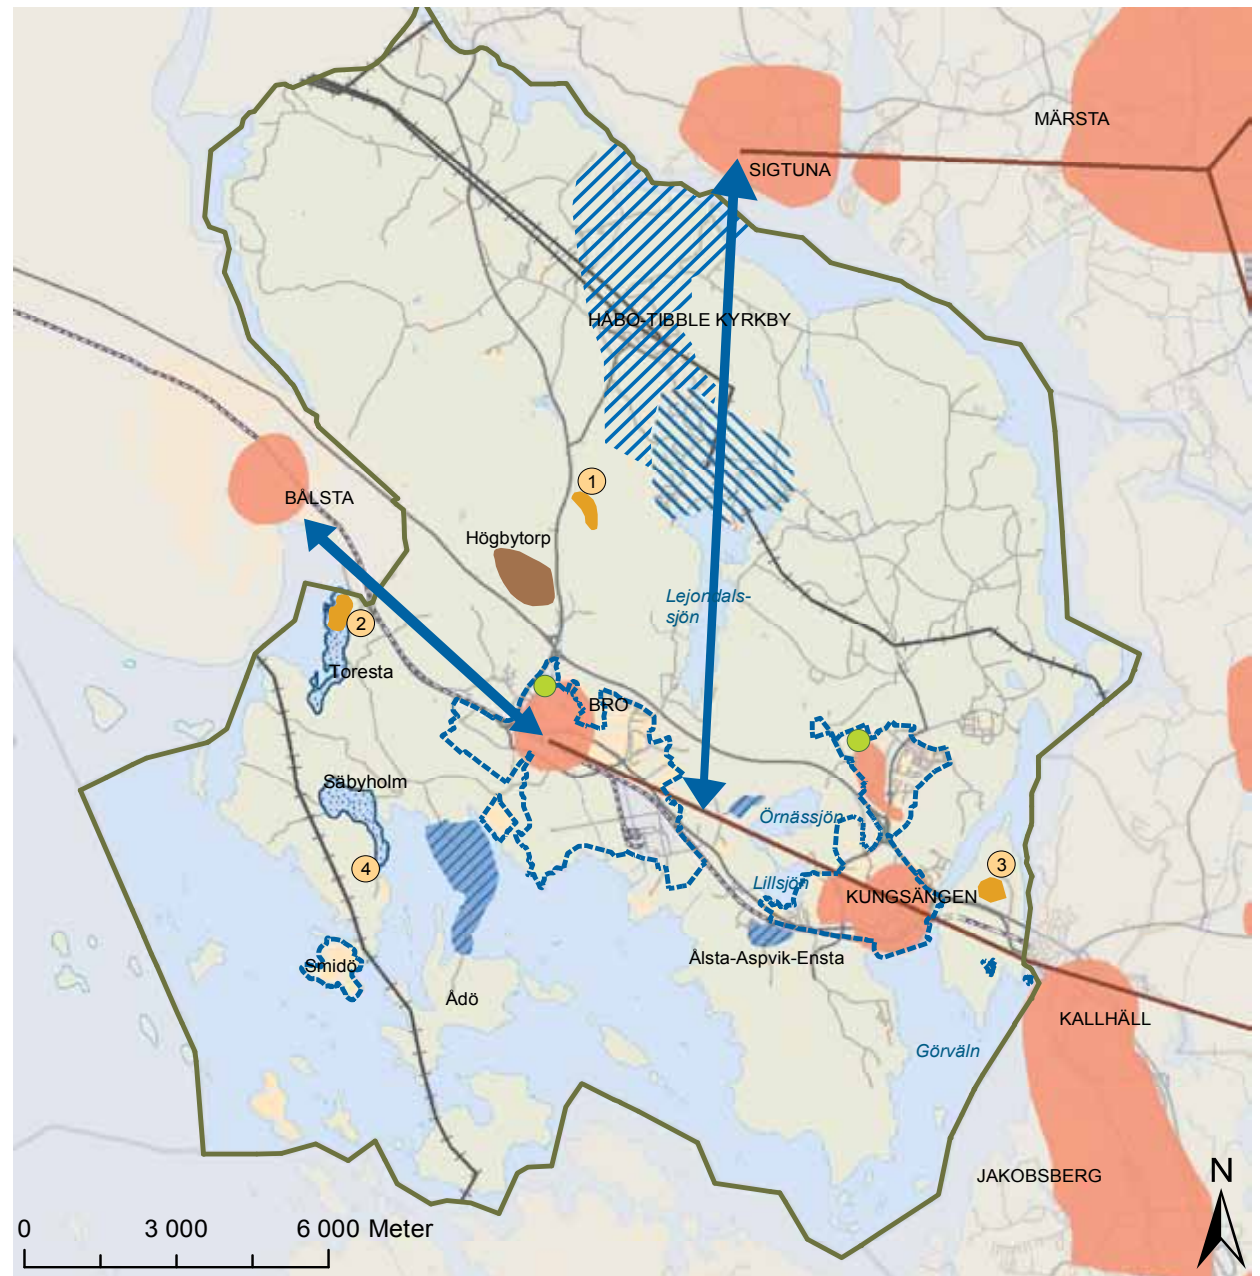 MÄRSTA
SIGTUNA
HÅBO-TIBBLE KYRKBY
1
BÅLSTA
Högbytorp
Lejondals-
sjön
2
Toresta
BRO
Säbyholm
Örnässjön
4
3
Lillsjön
KUNGSÄNGEN
Ålsta-Aspvik-Ensta
Smidö
Ådö
KALLHÄLL
Görväln
JAKOBSBERG
N
0 3 000 6 000 Meter